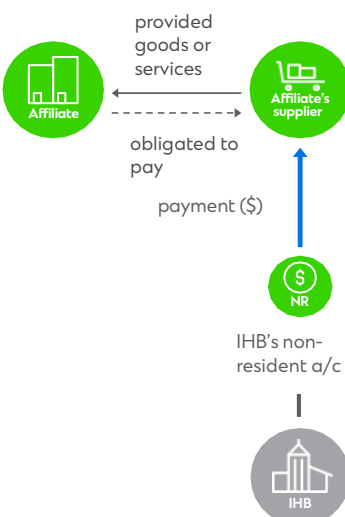 provided
goods or
services
Affiliate
Affiliate's
supplier
obligated to
pay
payment ($)
$
NR
IHB's non-
resident a/c
IHB